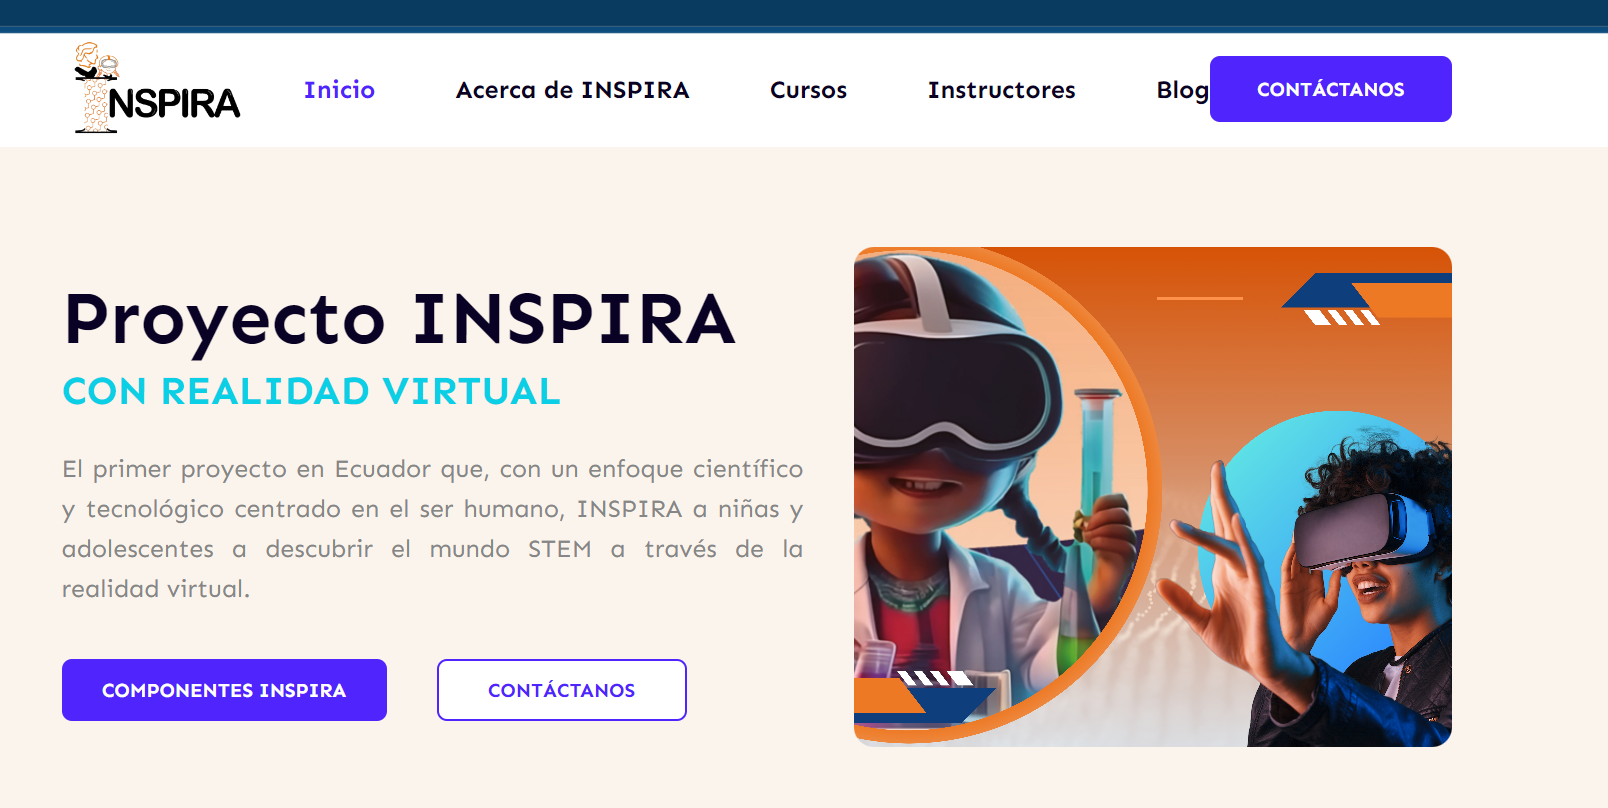 INSPIRA
Inicio
Acerca de INSPIRA
Cursos
Instructores
Blog
CONTÁCTANOS
Proyecto INSPIRA
CON REALIDAD VIRTUAL
El primer proyecto en Ecuador que, con un enfoque científico
y tecnológico centrado en el ser humano, INSPIRA a niñas y
adolescentes a descubrir el mundo STEM a través de la
realidad virtual.
COMPONENTES INSPIRA
CONTÁCTANOS